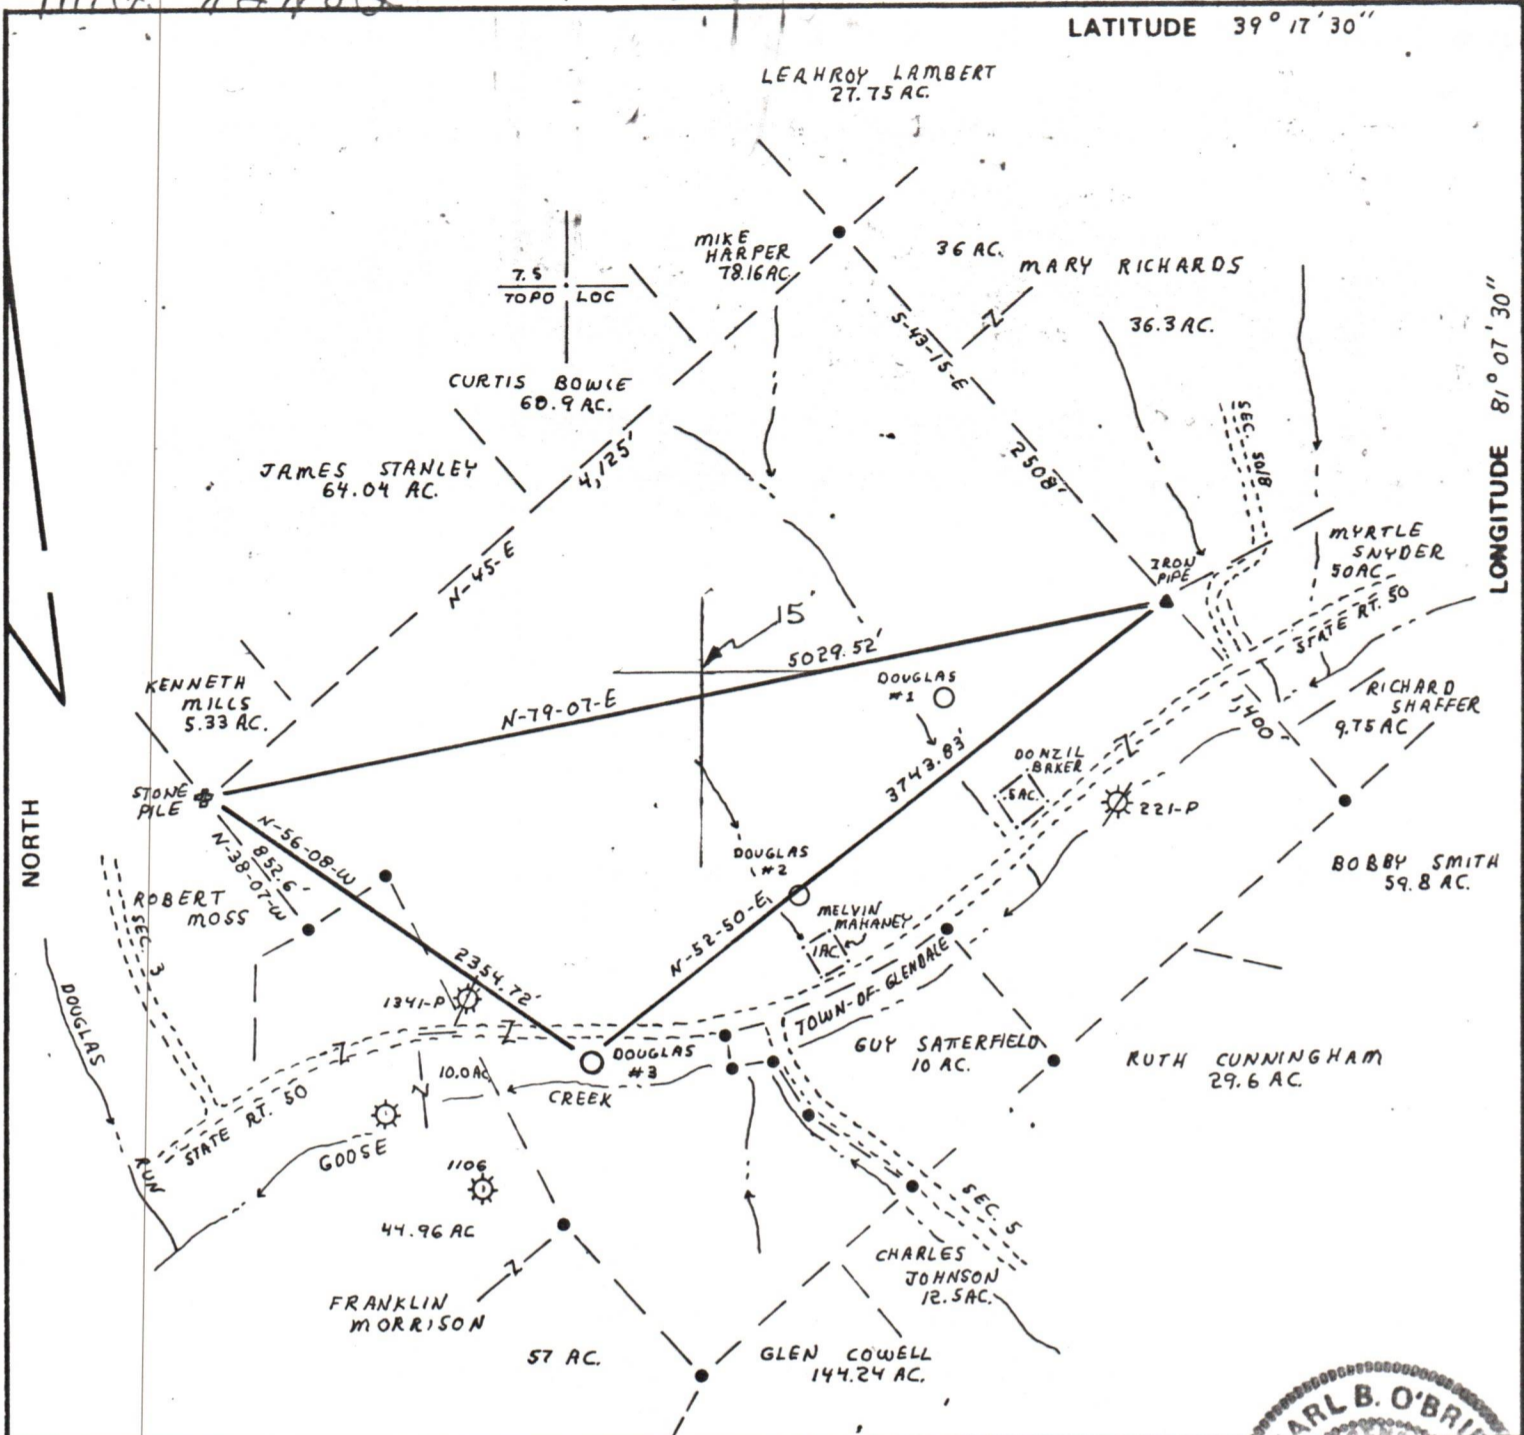 LATITUDE 39° 17' 30"
LEAHROY LAMBERT
27.75 AC.
MIKE
HARPER
78.16 AC.
36 AC.
MARY RICHARDS
36.3 AC.
7.5
TOPO LOC
S-43-15-E
LONGITUDE 81° 07' 30"
CURTIS BOWIE
60.9 AC.
4,125'
2508'
SEC. 50/8
JAMES STANLEY
64.04 AC.
N-45-E
MYRTLE
SNYDER
50 AC
IRON
PIPE
STATE RT. 50
15'
5029.52'
KENNETH
MILLS
5.33 AC.
N-79-07-E
DOUGLAS
#1
RICHARD
SHAFFER
9.75 AC
1,400'
3743.83'
DONZIL
BAKER
.5 AC.
221-P
STONE
PILE
NORTH
N-56-08-W
852.6'
N-38-07-W
DOUGLAS
#2
BOBBY SMITH
59.8 AC.
ROBERT
MOSS
SEC. 3
N-52-50-E
MELVIN
MAHANEY
1 AC.
2354.72'
1341-P
TOWN-OF-GLENDALE
DOUGLAS
DOUGLAS
#3
GUY SATTERFIELD
10 AC.
RUTH CUNNINGHAM
29.6 AC.
10.0 AC
CREEK
STATE RT. 50
GOOSE
RUN
1106
44.96 AC
SEC. 5
CHARLES
JOHNSON
12.5 AC.
FRANKLIN
MORRISON
57 AC.
GLEN COWELL
144.24 AC.
ARL B. O'BRI